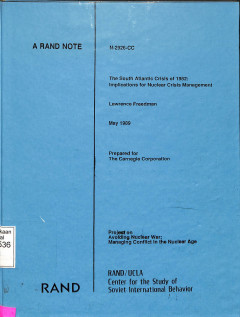 A RAND NOTE
N-2926-CC
The South Atlantic Crisis of 1982:
Implications for Nuclear Crisis Management
Lawrence Freedman
May 1989
Prepared for
The Carnegie Corporation
Project on
Avoiding Nuclear War:
Managing Conflict in the Nuclear Age
RAND
RAND/UCLA
Center for the Study of
Soviet International Behavior
536